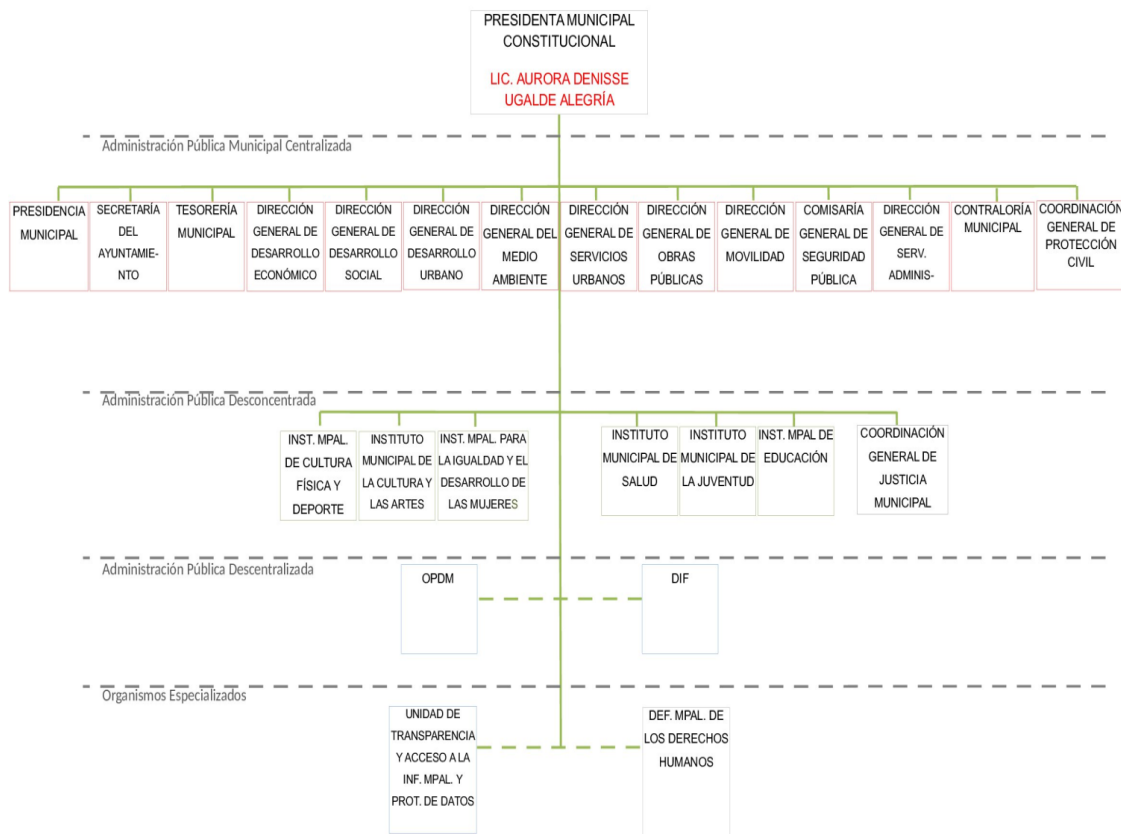 PRESIDENTA MUNICIPAL
CONSTITUCIONAL
LIC. AURORA DENISSE
UGALDE ALEGRÍA
Administración Pública Municipal Centralizada
PRESIDENCIA
MUNICIPAL
SECRETARÍA
DEL
AYUNTAMIE-
NTO
TESORERÍA
MUNICIPAL
DIRECCIÓN
GENERAL DE
DESARROLLO
ECONÓMICO
DIRECCIÓN
GENERAL DE
DESARROLLO
SOCIAL
DIRECCIÓN
GENERAL DE
DESARROLLO
URBANO
DIRECCIÓN
GENERAL DEL
MEDIO
AMBIENTE
DIRECCIÓN
GENERAL DE
SERVICIOS
URBANOS
DIRECCIÓN
GENERAL DE
OBRAS
PÚBLICAS
DIRECCIÓN
GENERAL DE
MOVILIDAD
COMISARÍA
GENERAL DE
SEGURIDAD
PÚBLICA
DIRECCIÓN
GENERAL DE
SERV.
ADMINIS-
CONTRALORÍA
MUNICIPAL
COORDINACIÓN
GENERAL DE
PROTECCIÓN
CIVIL
Administración Pública Desconcentrada
INST. MPAL.
DE CULTURA
FÍSICA Y
DEPORTE
INSTITUTO
MUNICIPAL DE
LA CULTURA Y
LAS ARTES
INST. MPAL. PARA
LA IGUALDAD Y EL
DESARROLLO DE
LAS MUJERES
INSTITUTO
MUNICIPAL DE
SALUD
INSTITUTO
MUNICIPAL DE
LA JUVENTUD
INST. MPAL DE
EDUCACIÓN
COORDINACIÓN
GENERAL DE
JUSTICIA
MUNICIPAL
Administración Pública Descentralizada
OPDM
DIF
Organismos Especializados
UNIDAD DE
TRANSPARENCIA
Y ACCESO A LA
INF. MPAL. Y
PROT. DE DATOS
DEF. MPAL. DE
LOS DERECHOS
HUMANOS